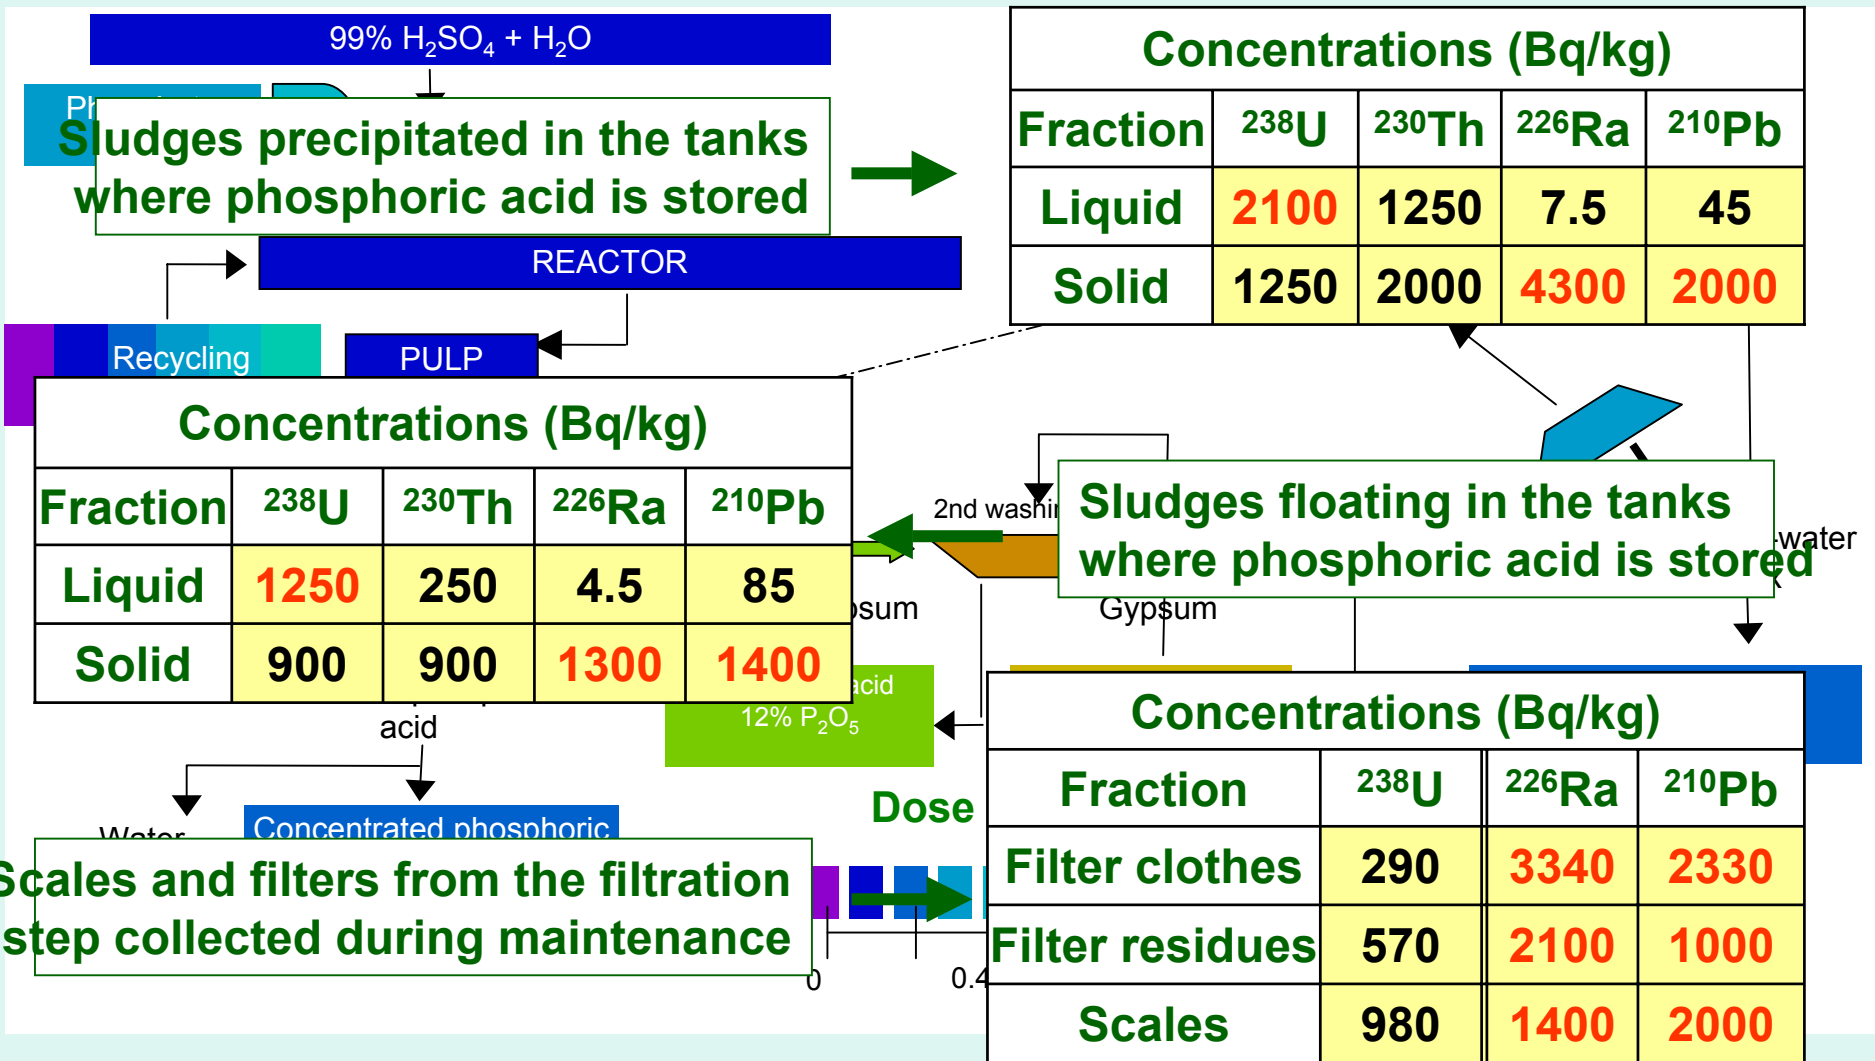 99% H₂SO₄ + H₂O
Sludges precipitated in the tanks
where phosphoric acid is stored
Concentrations (Bq/kg)
Fraction ²³⁸U ²³⁰Th ²²⁶Ra ²¹⁰Pb
Liquid 2100 1250 7.5 45
Solid 1250 2000 4300 2000
REACTOR
Recycling
PULP
Concentrations (Bq/kg)
Fraction ²³⁸U ²³⁰Th ²²⁶Ra ²¹⁰Pb
Liquid 1250 250 4.5 85
Solid 900 900 1300 1400
2nd
Sludges floating in the tanks
where phosphoric acid is stored
water
Gypsum
acid
12% P₂O₅
acid
Water
Concentrated phosphoric
Dose
Scales and filters from the filtration
step collected during maintenance
0
Concentrations (Bq/kg)
Fraction ²³⁸U ²²⁶Ra ²¹⁰Pb
Filter clothes 290 3340 2330
Filter residues 570 2100 1000
Scales 980 1400 2000